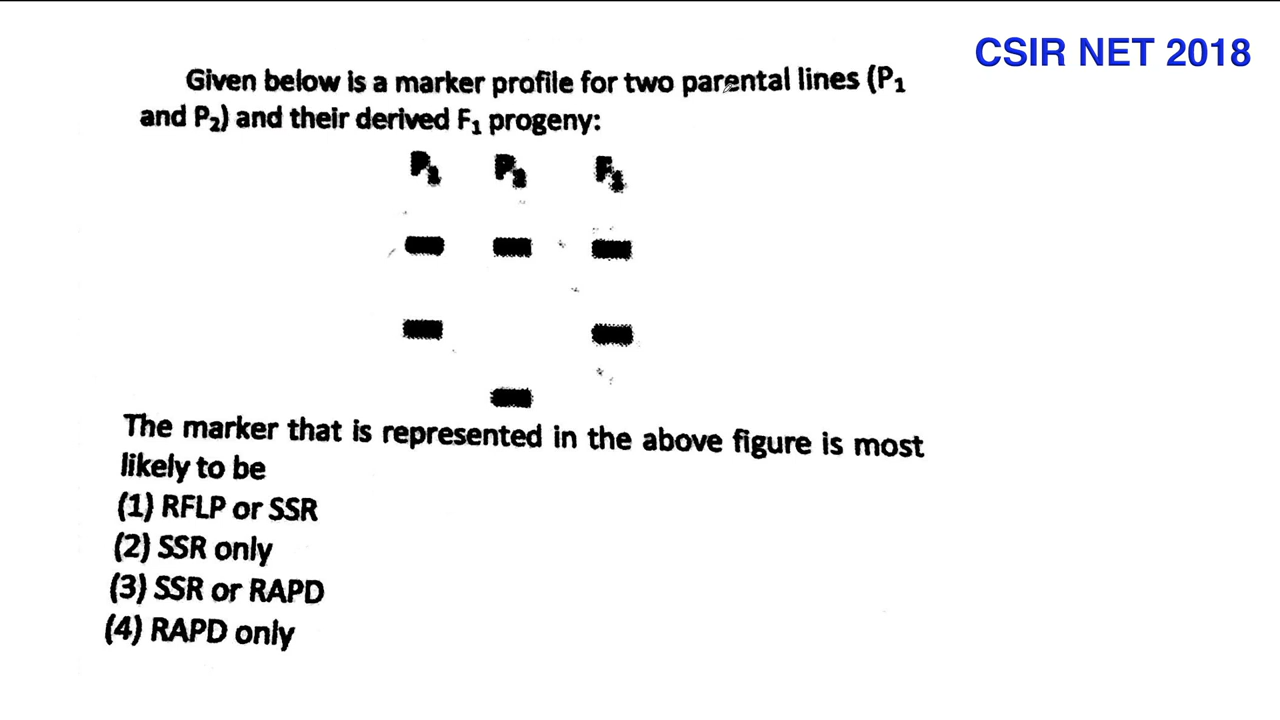 CSIR NET 2018
Given below is a marker profile for two parental lines (P₁
and P₂) and their derived F₁ progeny:
P₁ P₂ F₁
The marker that is represented in the above figure is most
likely to be
(1) RFLP or SSR
(2) SSR only
(3) SSR or RAPD
(4) RAPD only